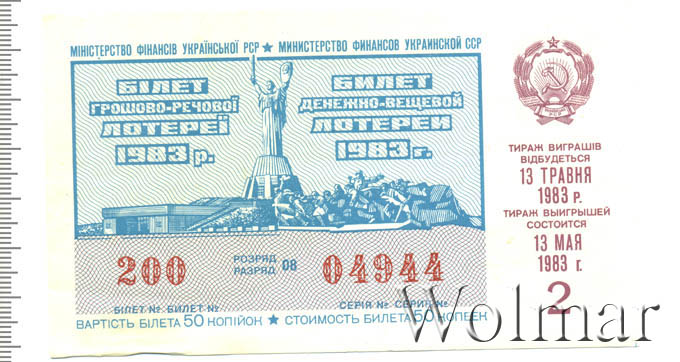 МІНІСТЕРСТВО ФІНАНСІВ УКРАЇНСЬКОЇ РСР ★ МИНИСТЕРСТВО ФИНАНСОВ УКРАИНСКОЙ ССР
БІЛЕТ
ГРОШОВО-РЕЧОВОЇ
ЛОТЕРЕЇ
1983 р.
БИЛЕТ
ДЕНЕЖНО-ВЕЩЕВОЙ
ЛОТЕРЕИ
1983 г.
ТИРАЖ ВИГРАШІВ
ВІДБУДЕТЬСЯ
13 ТРАВНЯ
1983 р.
ТИРАЖ ВЫИГРЫШЕЙ
СОСТОИТСЯ
13 МАЯ
1983 г.
2
200
РОЗРЯД
РАЗРЯД 08
04944
БІЛЕТ № БИЛЕТ №
СЕРІЯ № СЕРИЯ №
ВАРТІСТЬ БІЛЕТА 50 КОПІЙОК ★ СТОИМОСТЬ БИЛЕТА 50 КОПЕЕК
Wolmar